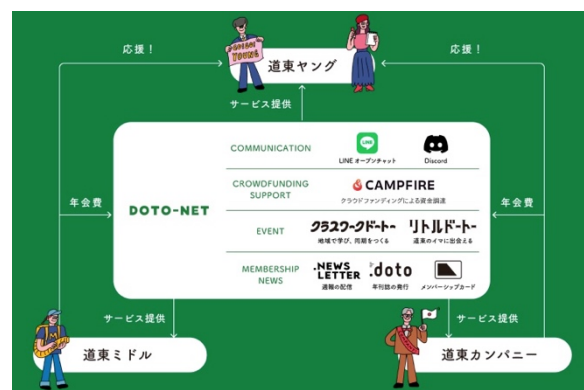 応援！
応援！
GOGOGO!
YOUNG
道東ヤング
サービス提供
COMMUNICATION
LINE
LINE オープンチャット
Discord
CROWDFUNDING
SUPPORT
CAMPFIRE
クラウドファンディングによる資金調達
年会費
年会費
DOTO-NET
EVENT
クラスワークドートー
地域で学び、同期をつくる
リトルドートー
道東のイマに出会える
MEMBERSHIP
NEWS
.NEWS
LETTER
速報の配信
.doto
年刊誌の発行
メンバーシップカード
サービス提供
サービス提供
M
道東ミドル
道東カンパニー